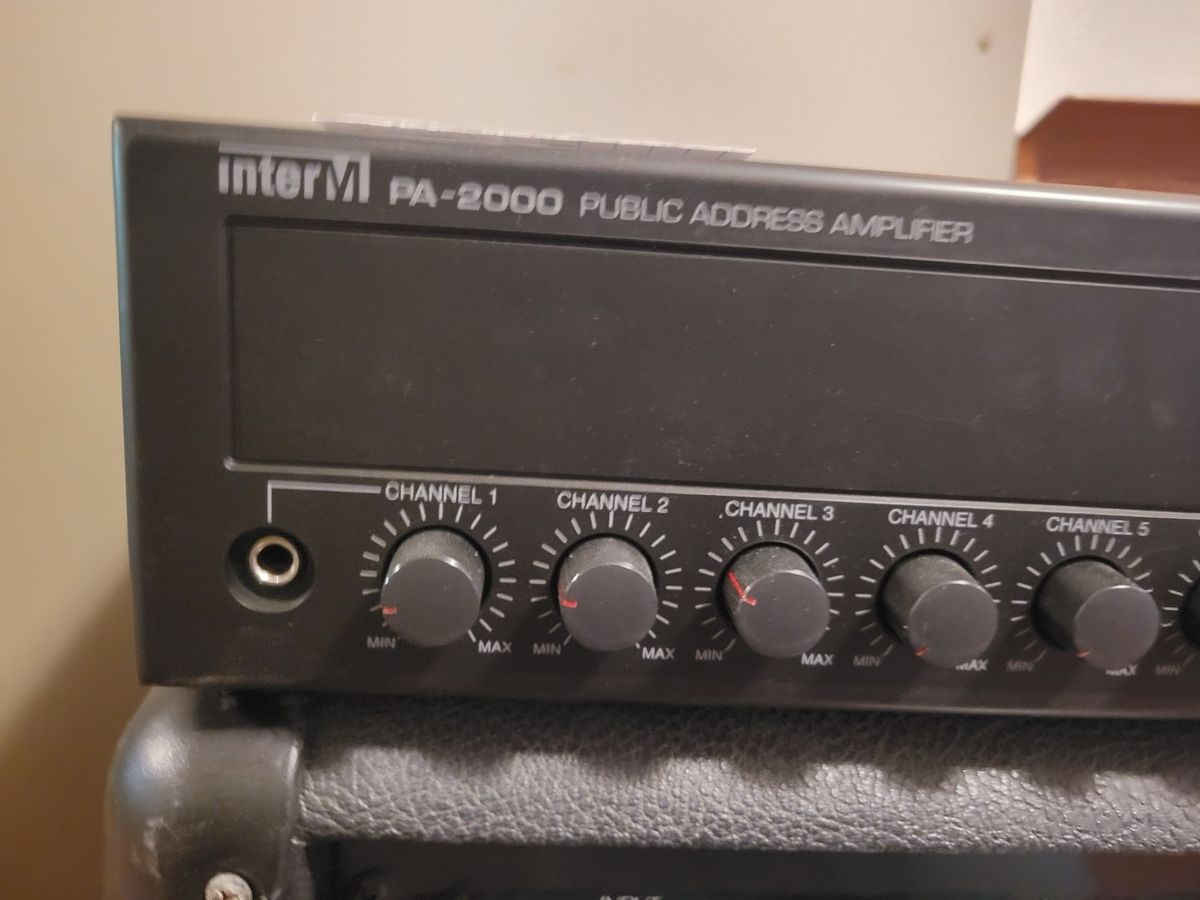 interM PA-2000 PUBLIC ADDRESS AMPLIFIER
CHANNEL 1 CHANNEL 2 CHANNEL 3 CHANNEL 4 CHANNEL 5
MIN MAX MIN MAX MIN MAX MIN MAX MIN MAX MIN